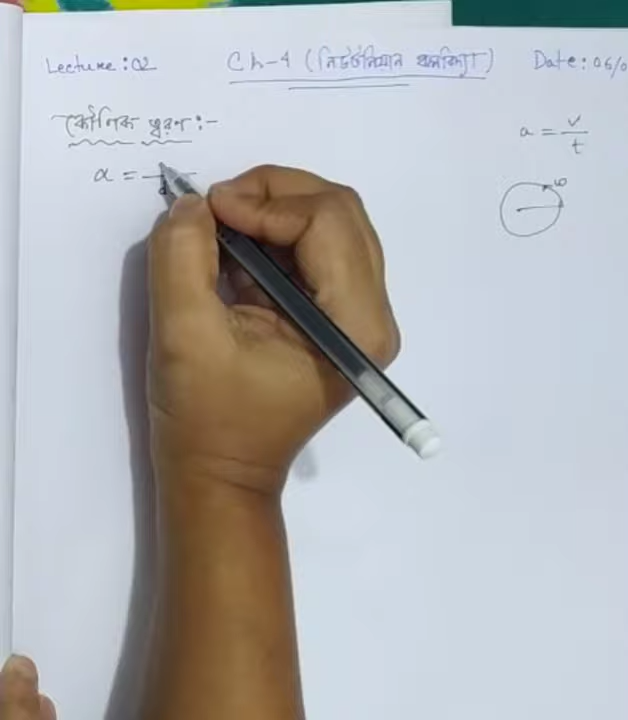 Lecture : 02
Ch-4 (নিউটনিয়ান বলবিদ্যা)
Date : 06/0
কৌণিক ত্বরণ :-
a = v/t
α =
ω